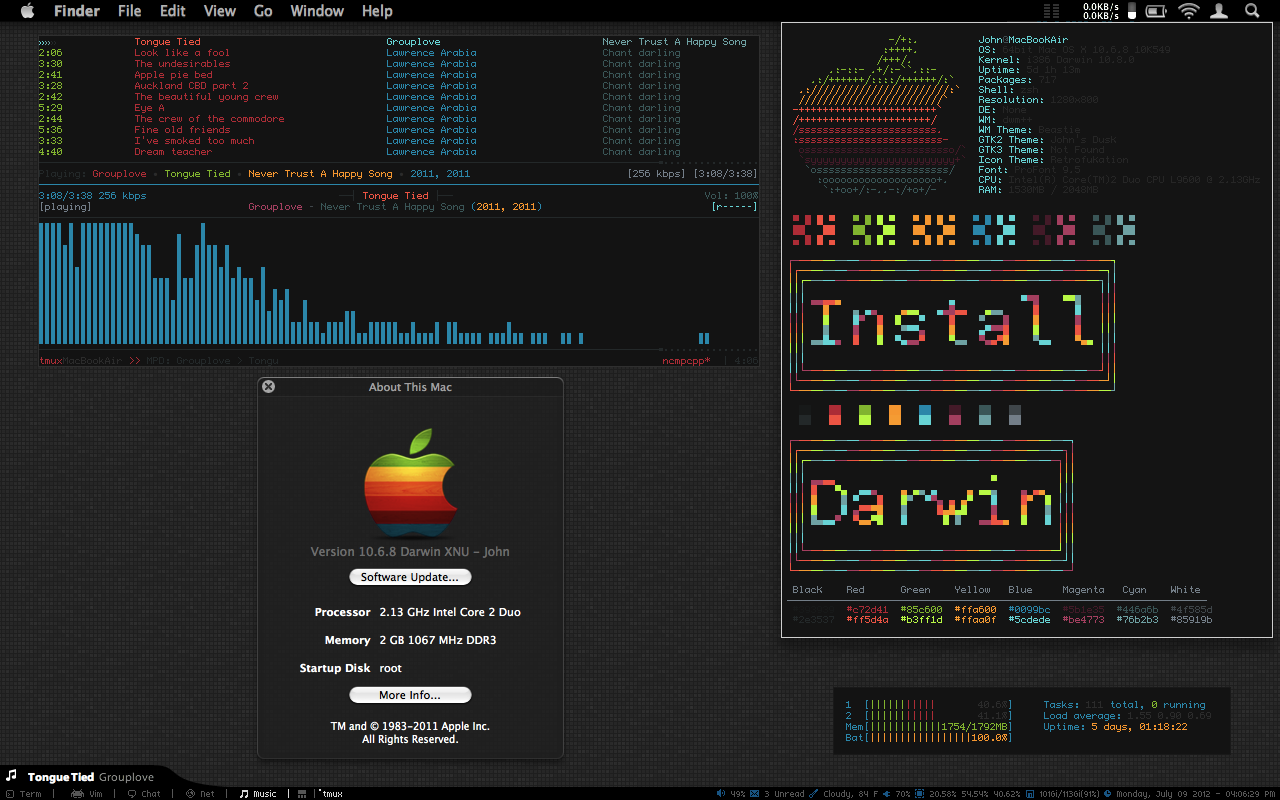 Finder File Edit View Go Window Help
0.0KB/s
0.0KB/s
»»» Tongue Tied Grouplove Never Trust A Happy Song
2:06 Look like a fool Lawrence Arabia Chant darling
3:30 The undesirables Lawrence Arabia Chant darling
2:41 Apple pie bed Lawrence Arabia Chant darling
3:28 Auckland CBD part 2 Lawrence Arabia Chant darling
2:42 The beautiful young crew Lawrence Arabia Chant darling
5:29 Eye A Lawrence Arabia Chant darling
2:44 The crew of the commodore Lawrence Arabia Chant darling
5:36 Fine old friends Lawrence Arabia Chant darling
3:33 I've smoked too much Lawrence Arabia Chant darling
4:40 Dream teacher Lawrence Arabia Chant darling
Playing: Grouplove · Tongue Tied · Never Trust A Happy Song · 2011, 2011 [256 kbps] [3:08/3:38]
3:08/3:38 256 kbps Tongue Tied Vol: 100%
[playing] Grouplove - Never Trust A Happy Song (2011, 2011) [r-----]
tmuxMacBookAir >> MPD: Grouplove > Tongu ncmpcpp* | 4:06
About This Mac
Version 10.6.8 Darwin XNU – John
Software Update...
Processor 2.13 GHz Intel Core 2 Duo
Memory 2 GB 1067 MHz DDR3
Startup Disk root
More Info...
TM and © 1983–2011 Apple Inc.
All Rights Reserved.
John@MacBookAir
OS: 64bit Mac OS X 10.6.8 10K549
Kernel: i386 Darwin 10.8.0
Uptime: 5d 1h 13m
Packages: 717
Shell: zsh
Resolution: 1280x800
DE: None
WM: dwm++
WM Theme: Beastie
GTK2 Theme: John's Dusk
GTK3 Theme: Not Found
Icon Theme: Retrofukation
Font: ProFont 9.5
CPU: Intel(R) Core(TM)2 Duo CPU L9600 @ 2.13GHz
RAM: 1530MB / 2048MB
Install
Darwin
Black Red Green Yellow Blue Magenta Cyan White
#c72d41 #85c600 #ffa600 #0099bc #5b1e35 #446a6b #4f585d
#2e3537 #ff5d4a #b3ff1d #ffaa0f #5cdede #be4773 #76b2b3 #85919b
1 [||||||||||| 40.6%] Tasks: 111 total, 0 running
2 [||||||||||| 41.1%] Load average: 1.55 0.90 0.69
Mem[||||||||||||1754/1792MB] Uptime: 5 days, 01:18:22
Bat[|||||||||||||||||100.0%]
Tongue Tied Grouplove
Term | Vim | Chat | Net | Music | | *tmux
49% 3 Unread Cloudy, 84 F 70% 20.58% 54.54% 40.62% 101Gi/113Gi(91%) Monday, July 09 2012 - 04:06:29 PM